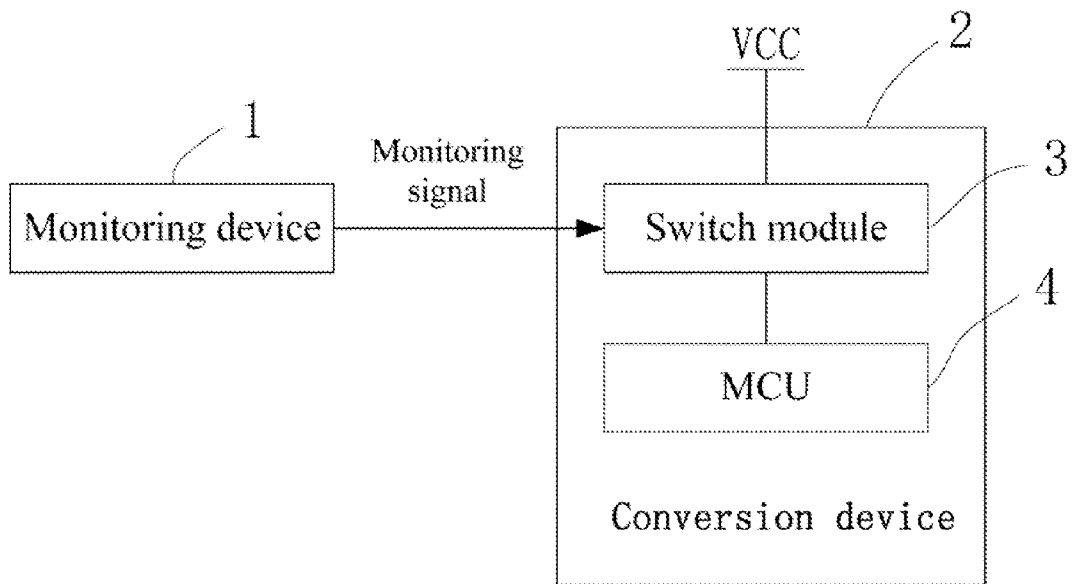 VCC
2
1
Monitoring
signal
3
Monitoring device
Switch module
4
MCU
Conversion device